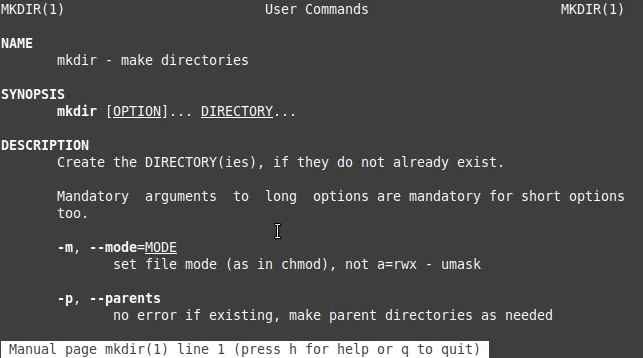 MKDIR(1) User Commands MKDIR(1)
NAME
mkdir - make directories
SYNOPSIS
mkdir [OPTION]... DIRECTORY...
DESCRIPTION
Create the DIRECTORY(ies), if they do not already exist.
Mandatory arguments to long options are mandatory for short options
too.
-m, --mode=MODE
set file mode (as in chmod), not a=rwx - umask
-p, --parents
no error if existing, make parent directories as needed
Manual page mkdir(1) line 1 (press h for help or q to quit)